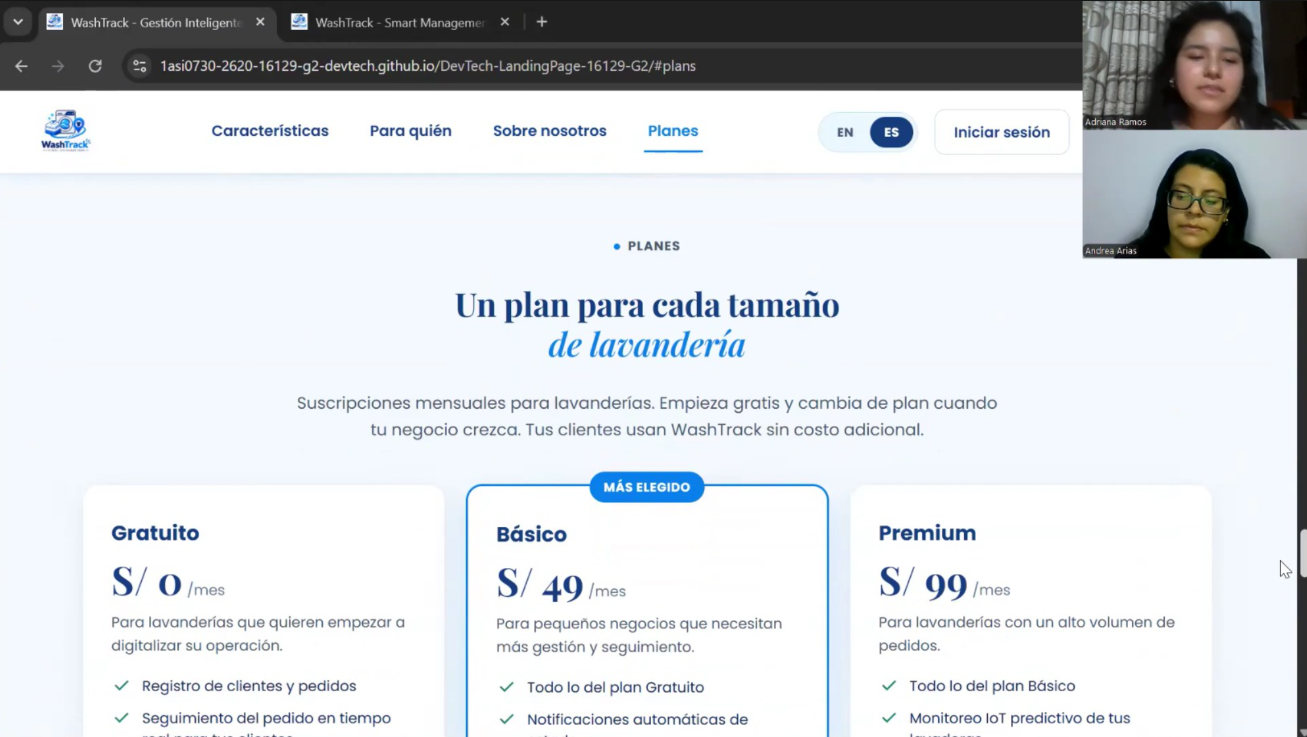 WashTrack - Gestión Inteligente
WashTrack - Smart Managemen
1asi0730-2620-16129-g2-devtech.github.io/DevTech-LandingPage-16129-G2/#plans
Adriana Ramos
Andrea Arias
WashTrack
Características
Para quién
Sobre nosotros
Planes
EN
ES
Iniciar sesión
PLANES
Un plan para cada tamaño
de lavandería
Suscripciones mensuales para lavanderías. Empieza gratis y cambia de plan cuando
tu negocio crezca. Tus clientes usan WashTrack sin costo adicional.
Gratuito
S/ 0 /mes
Para lavanderías que quieren empezar a
digitalizar su operación.
Registro de clientes y pedidos
Seguimiento del pedido en tiempo
real para tus clientes
MÁS ELEGIDO
Básico
S/ 49 /mes
Para pequeños negocios que necesitan
más gestión y seguimiento.
Todo lo del plan Gratuito
Notificaciones automáticas de
Premium
S/ 99 /mes
Para lavanderías con un alto volumen de
pedidos.
Todo lo del plan Básico
Monitoreo IoT predictivo de tus